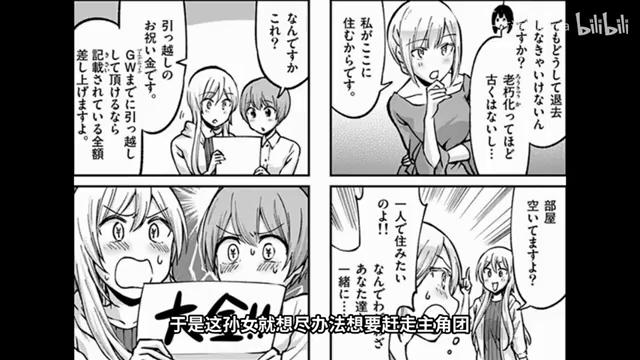 bilibili
でもどうして退去
しなきゃいけないん
ですか？
老朽化ってほど
古くはないし…
私がここに
住むからです。
部屋
空いてますよ？
一人で住みたい
のよ!!
なんでわざわざ
あなた達
一緒に…
なんですか
これ？
引っ越しの
お祝い金です。
GWまでに引っ越し
して頂けるなら
記載されている全額
差し上げますよ。
大金!!
于是这孙女就想尽办法想要赶走主角团